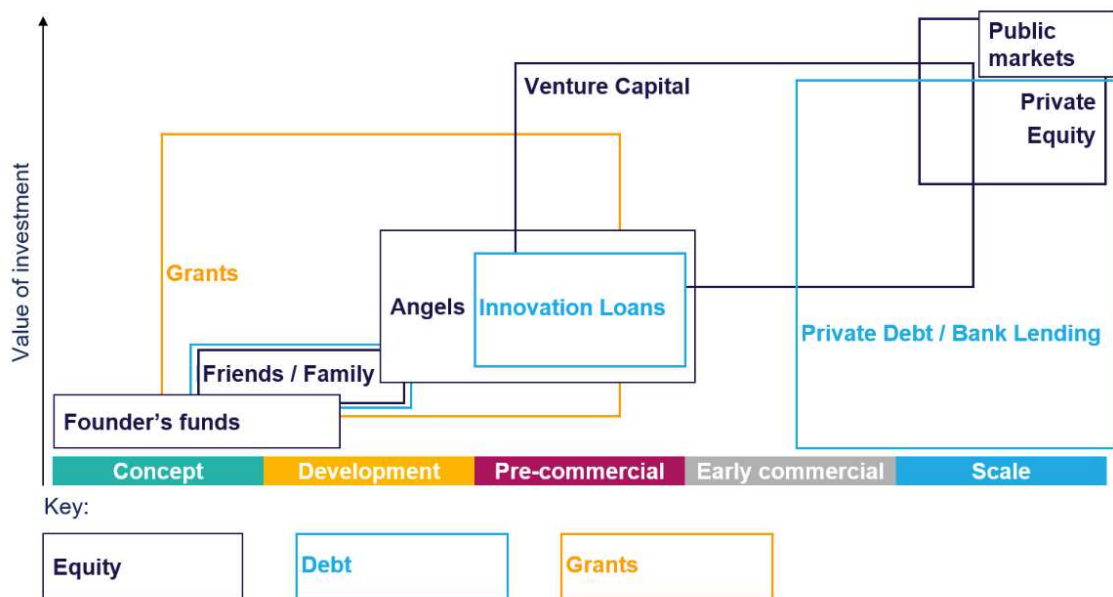 Public
markets
Venture Capital
Private
Equity
Value of investment
Grants
Angels
Innovation Loans
Private Debt / Bank Lending
Friends / Family
Founder’s funds
Concept
Development
Pre-commercial
Early commercial
Scale
Key:
Equity
Debt
Grants